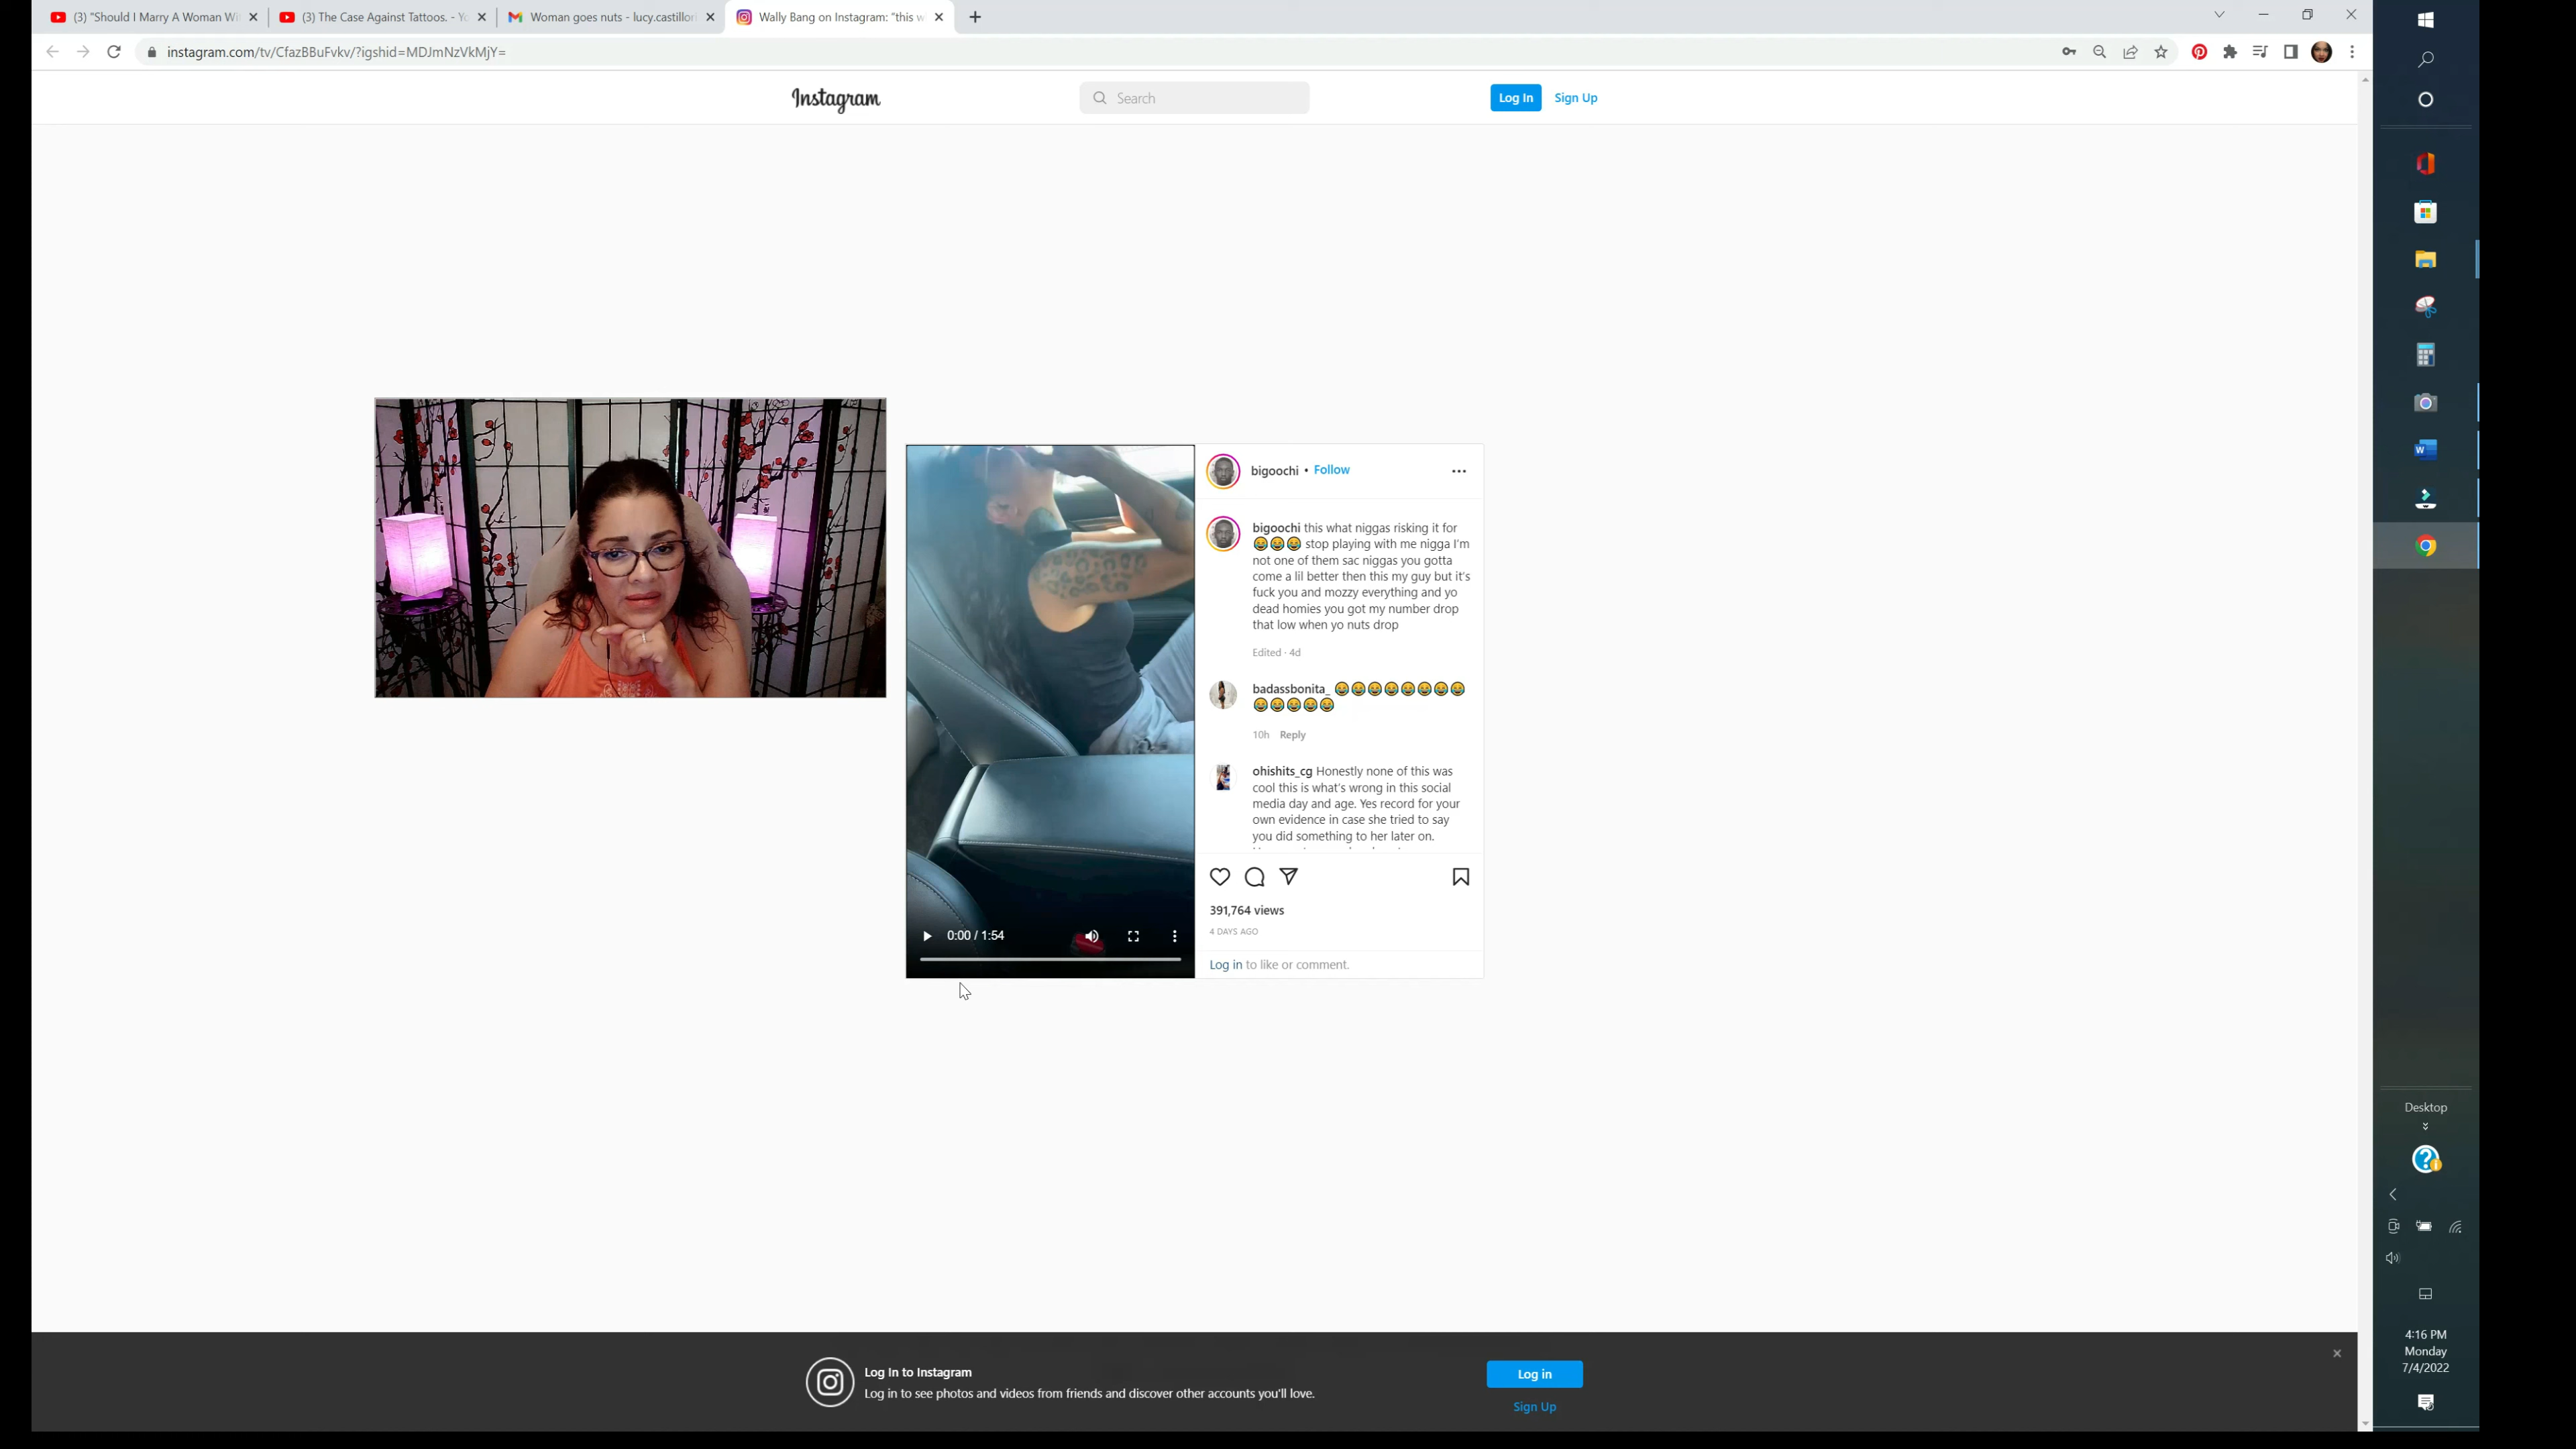 (3) "Should I Marry A Woman Wi
(3) The Case Against Tattoos. - Yo
Woman goes nuts - lucy.castillori
Wally Bang on Instagram: "this w
instagram.com/tv/CfazBBuFvkv/?igshid=MDJmNzVkMjY=
Instagram
Search
Log In
Sign Up
bigoochi • Follow
bigoochi this what niggas risking it for
😂😂😂 stop playing with me nigga I'm
not one of them sac niggas you gotta
come a lil better then this my guy but it's
fuck you and mozzy everything and yo
dead homies you got my number drop
that low when yo nuts drop
Edited · 4d
badassbonita_ 😂😂😂😂😂😂😂😂
😂😂😂😂😂
10h Reply
ohishits_cg Honestly none of this was
cool this is what's wrong in this social
media day and age. Yes record for your
own evidence in case she tried to say
you did something to her later on.
391,764 views
4 DAYS AGO
Log in to like or comment.
0:00 / 1:54
Log In to Instagram
Log in to see photos and videos from friends and discover other accounts you'll love.
Log in
Sign Up
Desktop
4:16 PM
Monday
7/4/2022